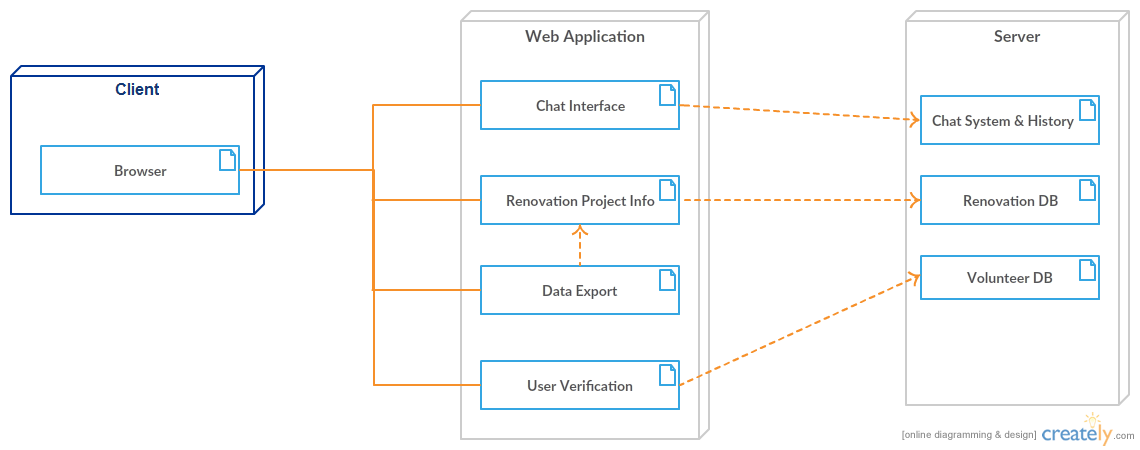 Web Application
Server
Client
Chat Interface
Chat System & History
Browser
Renovation Project Info
Renovation DB
Data Export
Volunteer DB
User Verification
[online diagramming & design] creately.com